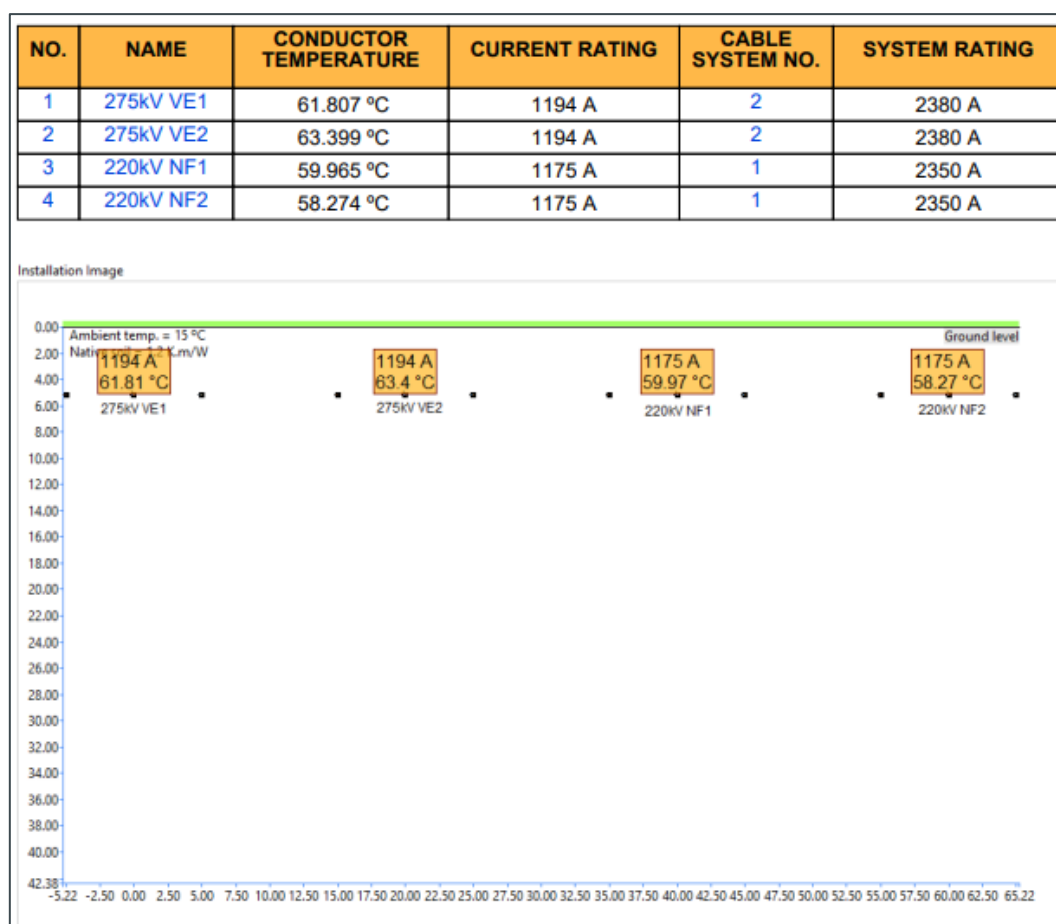 NO. NAME CONDUCTOR TEMPERATURE CURRENT RATING CABLE SYSTEM NO. SYSTEM RATING
1 275kV VE1 61.807 ºC 1194 A 2 2380 A
2 275kV VE2 63.399 ºC 1194 A 2 2380 A
3 220kV NF1 59.965 ºC 1175 A 1 2350 A
4 220kV NF2 58.274 ºC 1175 A 1 2350 A
Installation Image
0.00
Ambient temp. = 15 ºC
Ground level
2.00
K.m/W
1194 A
1194 A
1175 A
1175 A
4.00
61.81 °C
63.4 °C
59.97 °C
58.27 °C
6.00
275kV VE1
275kV VE2
220kV NF1
220kV NF2
8.00
10.00
12.00
14.00
16.00
18.00
20.00
22.00
24.00
26.00
28.00
30.00
32.00
34.00
36.00
38.00
40.00
42.38
-5.22 -2.50 0.00 2.50 5.00 7.50 10.00 12.50 15.00 17.50 20.00 22.50 25.00 27.50 30.00 32.50 35.00 37.50 40.00 42.50 45.00 47.50 50.00 52.50 55.00 57.50 60.00 62.50 65.22